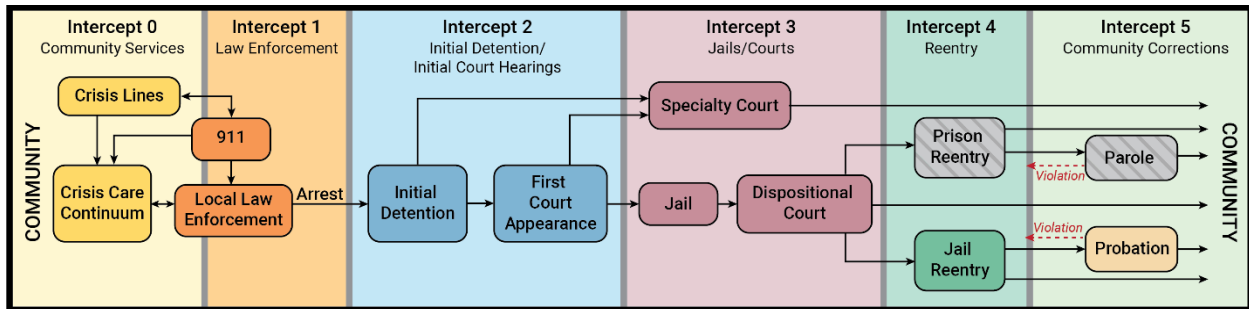 Intercept 0
Community Services
Intercept 1
Law Enforcement
Intercept 2
Initial Detention/
Initial Court Hearings
Intercept 3
Jails/Courts
Intercept 4
Reentry
Intercept 5
Community Corrections
COMMUNITY
Crisis Lines
911
Crisis Care
Continuum
Local Law
Enforcement
Arrest
Initial
Detention
First
Court
Appearance
Specialty Court
Jail
Dispositional
Court
Prison
Reentry
Violation
Parole
Jail
Reentry
Violation
Probation
COMMUNITY